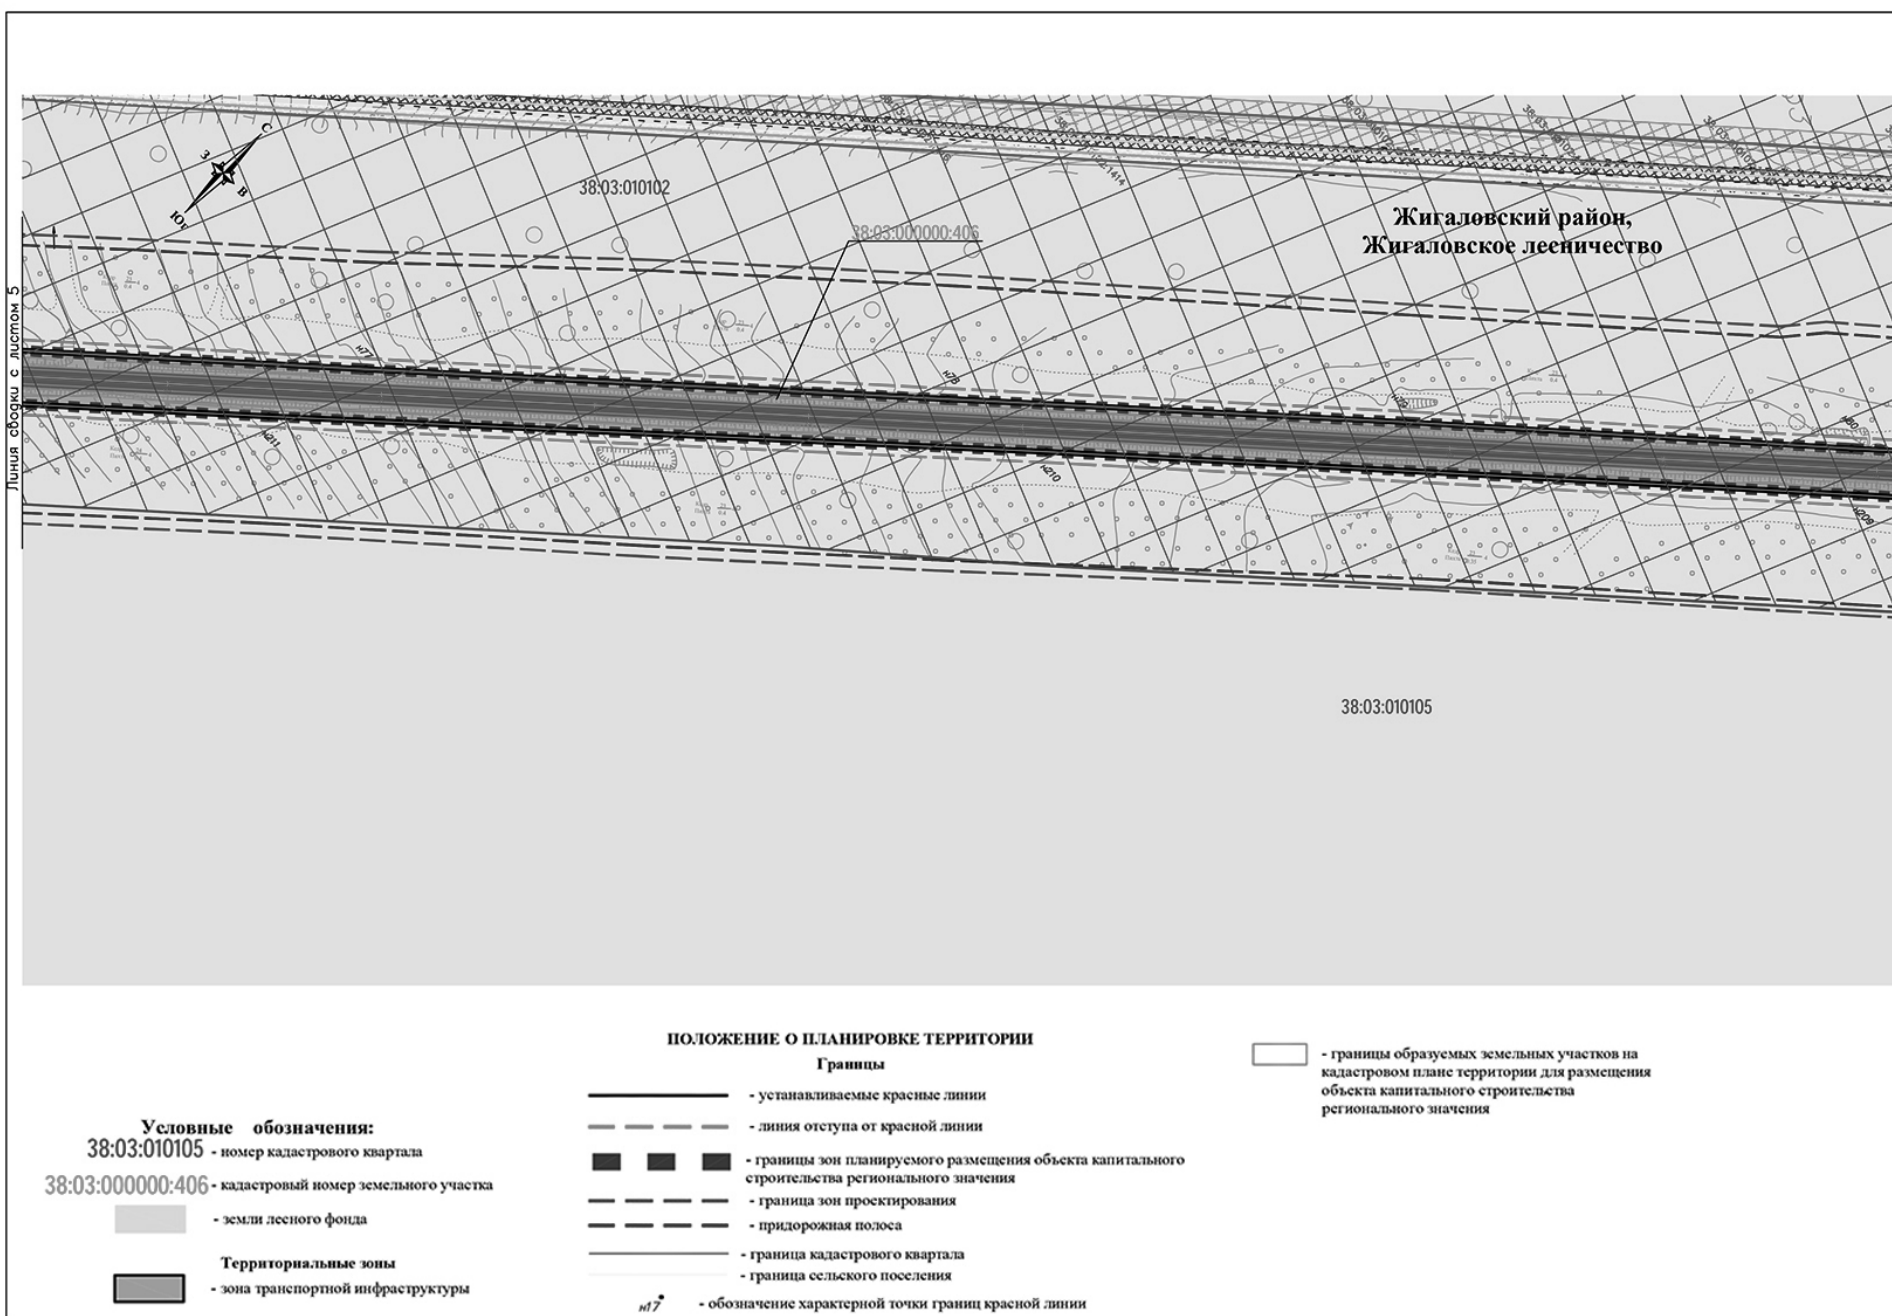 С
З
В
Ю
38:03:010102
38:03:000000:406
Жигаловский район,
Жигаловское лесничество
Линия сводки с листом 5
н77
н78
н79
н80
н211
н210
н209
38:03:010105
ПОЛОЖЕНИЕ О ПЛАНИРОВКЕ ТЕРРИТОРИИ
Границы
- устанавливаемые красные линии
- линия отступа от красной линии
- границы зон планируемого размещения объекта капитального
строительства регионального значения
- граница зон проектирования
- придорожная полоса
- граница кадастрового квартала
- граница сельского поселения
н17 - обозначение характерной точки границ красной линии
- границы образуемых земельных участков на
кадастровом плане территории для размещения
объекта капитального строительства
регионального значения
Условные обозначения:
38:03:010105 - номер кадастрового квартала
38:03:000000:406 - кадастровый номер земельного участка
- земли лесного фонда
Территориальные зоны
- зона транспортной инфраструктуры